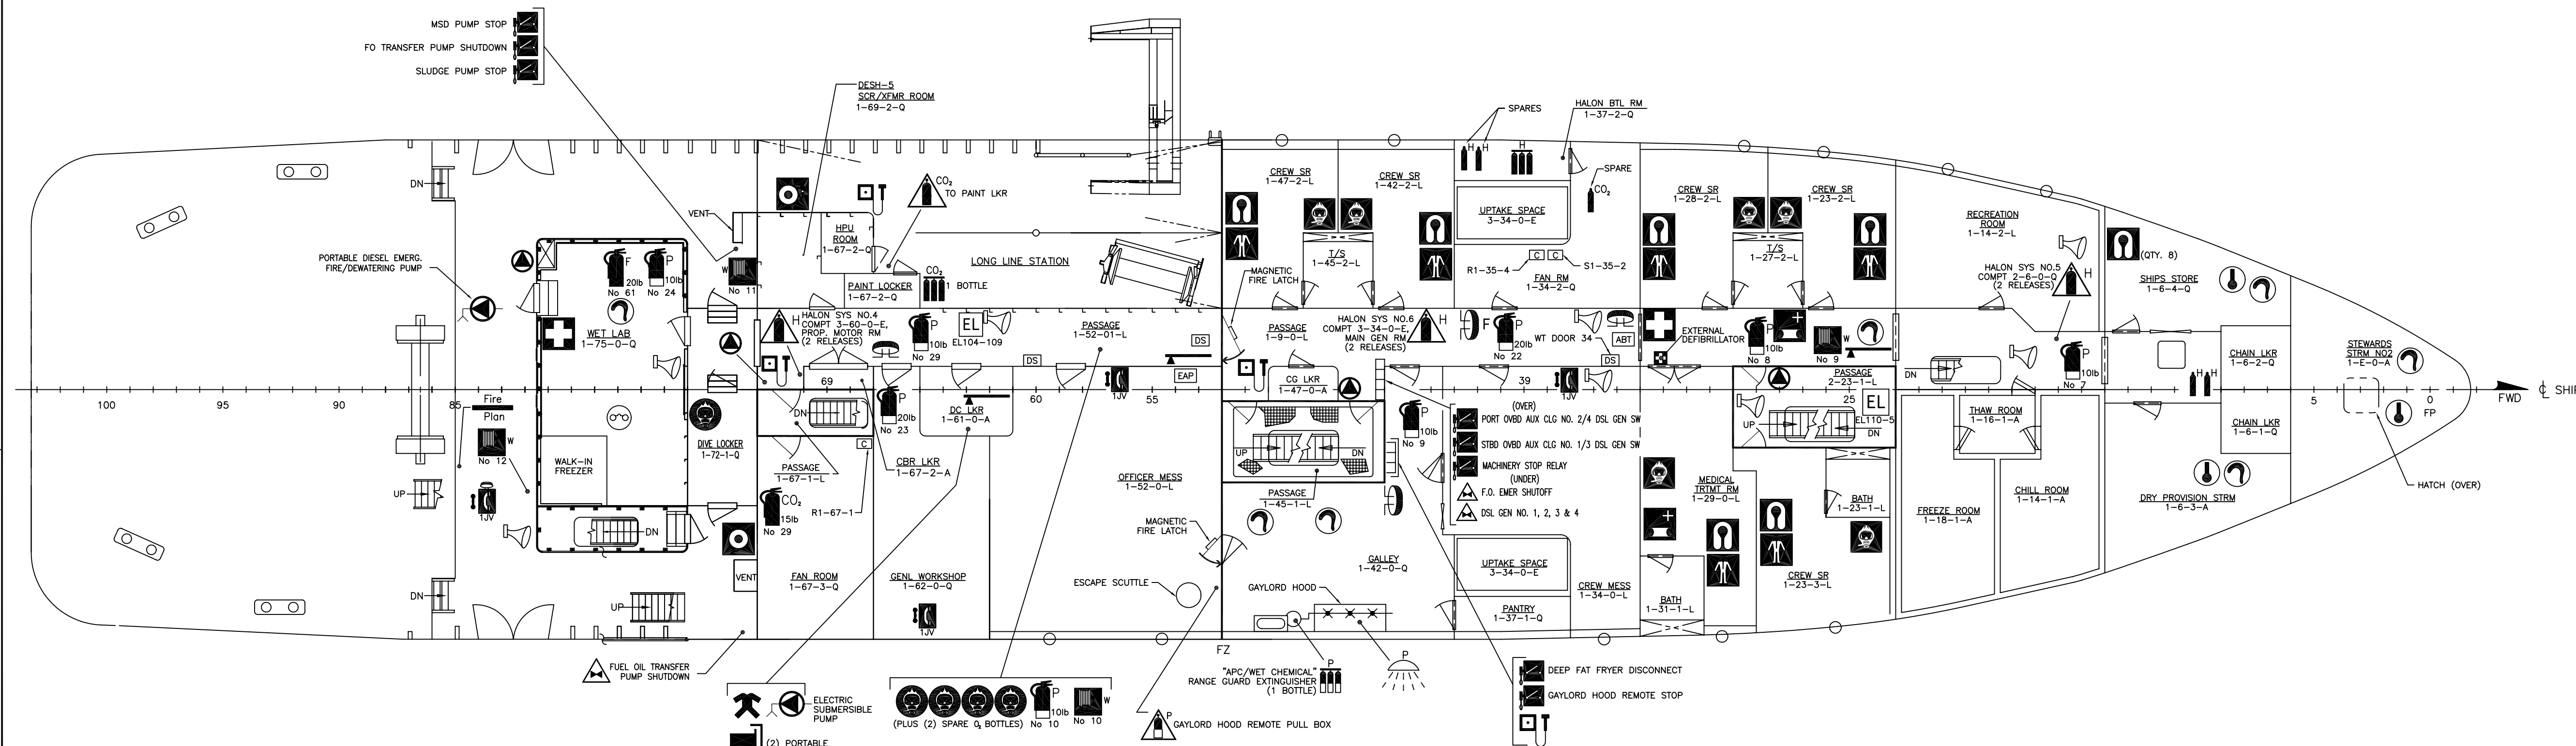 MSD PUMP STOP
FO TRANSFER PUMP SHUTDOWN
SLUDGE PUMP STOP
DESH-5
SCR/XFMR ROOM
1-69-2-Q
SPARES
HALON BTL RM
1-37-2-Q
DN
CO₂
TO PAINT LKR
VENT
HPU
ROOM
1-67-2-Q
PAINT LOCKER
1-67-2-Q
CO₂
1 BOTTLE
LONG LINE STATION
W
No 11
CREW SR
1-47-2-L
CREW SR
1-42-2-L
T/S
1-45-2-L
H H
H
SPARE
CO₂
UPTAKE SPACE
3-34-0-E
R1-35-4
C
C
S1-35-2
FAN RM
1-34-2-Q
CREW SR
1-28-2-L
CREW SR
1-23-2-L
T/S
1-27-2-L
RECREATION
ROOM
1-14-2-L
(QTY. 8)
HALON SYS NO.5
COMPT 2-6-0-Q
(2 RELEASES)
H
SHIPS STORE
1-6-4-Q
PORTABLE DIESEL EMERG.
FIRE/DEWATERING PUMP
F
20lb
No 61
P
10lb
No 24
WET LAB
1-75-0-Q
H
HALON SYS NO.4
COMPT 3-60-0-E,
PROP. MOTOR RM
(2 RELEASES)
P
10lb
No 29
EL
EL104-109
PASSAGE
1-52-01-L
DS
DS
EAP
MAGNETIC
FIRE LATCH
PASSAGE
1-9-0-L
HALON SYS NO.6
COMPT 3-34-0-E,
MAIN GEN RM
(2 RELEASES)
H
F
P
20lb
No 22
WT DOOR 34
ABT
DS
EXTERNAL
DEFIBRILLATOR
P
10lb
No 8
W
No 9
P
10lb
No 7
CHAIN LKR
1-6-2-Q
STEWARDS
STRM NO2
1-E-0-A
H H
100
95
90
85
69
60
55
39
25
5
0
FP
FWD
℄ SHI
Fire
Plan
W
No 12
1JV
UP
WALK-IN
FREEZER
DIVE LOCKER
1-72-1-Q
DN
C
PASSAGE
1-67-1-L
R1-67-1
P
20lb
No 23
CBR LKR
1-67-2-A
DC LKR
1-61-0-A
1JV
OFFICER MESS
1-52-0-L
CG LKR
1-47-0-A
UP
DN
PASSAGE
1-45-1-L
P
10lb
No 9
1JV
(OVER)
PORT OVBD AUX CLG NO. 2/4 DSL GEN SW
STBD OVBD AUX CLG NO. 1/3 DSL GEN SW
MACHINERY STOP RELAY
(UNDER)
F.O. EMER SHUTOFF
DSL GEN NO. 1, 2, 3 & 4
PASSAGE
2-23-1-L
EL
EL110-5
UP
DN
DN
THAW ROOM
1-16-1-A
CHAIN LKR
1-6-1-Q
HATCH (OVER)
MEDICAL
TRTMT RM
1-29-0-L
BATH
1-23-1-L
FREEZE ROOM
1-18-1-A
CHILL ROOM
1-14-1-A
DRY PROVISION STRM
1-6-3-A
DN
CO₂
15lb
No 29
MAGNETIC
FIRE LATCH
GALLEY
1-42-0-Q
DN
UP
VENT
FAN ROOM
1-67-3-Q
GENL WORKSHOP
1-62-0-Q
1JV
ESCAPE SCUTTLE
GAYLORD HOOD
UPTAKE SPACE
3-34-0-E
PANTRY
1-37-1-Q
CREW MESS
1-34-0-L
BATH
1-31-1-L
CREW SR
1-23-3-L
FZ
FUEL OIL TRANSFER
PUMP SHUTDOWN
ELECTRIC
SUBMERSIBLE
PUMP
(2) PORTABLE
(PLUS (2) SPARE O₂ BOTTLES)
P
10lb
No 10
W
No 10
P
GAYLORD HOOD REMOTE PULL BOX
"APC/WET CHEMICAL"
RANGE GUARD EXTINGUISHER
(1 BOTTLE)
P
P
DEEP FAT FRYER DISCONNECT
GAYLORD HOOD REMOTE STOP